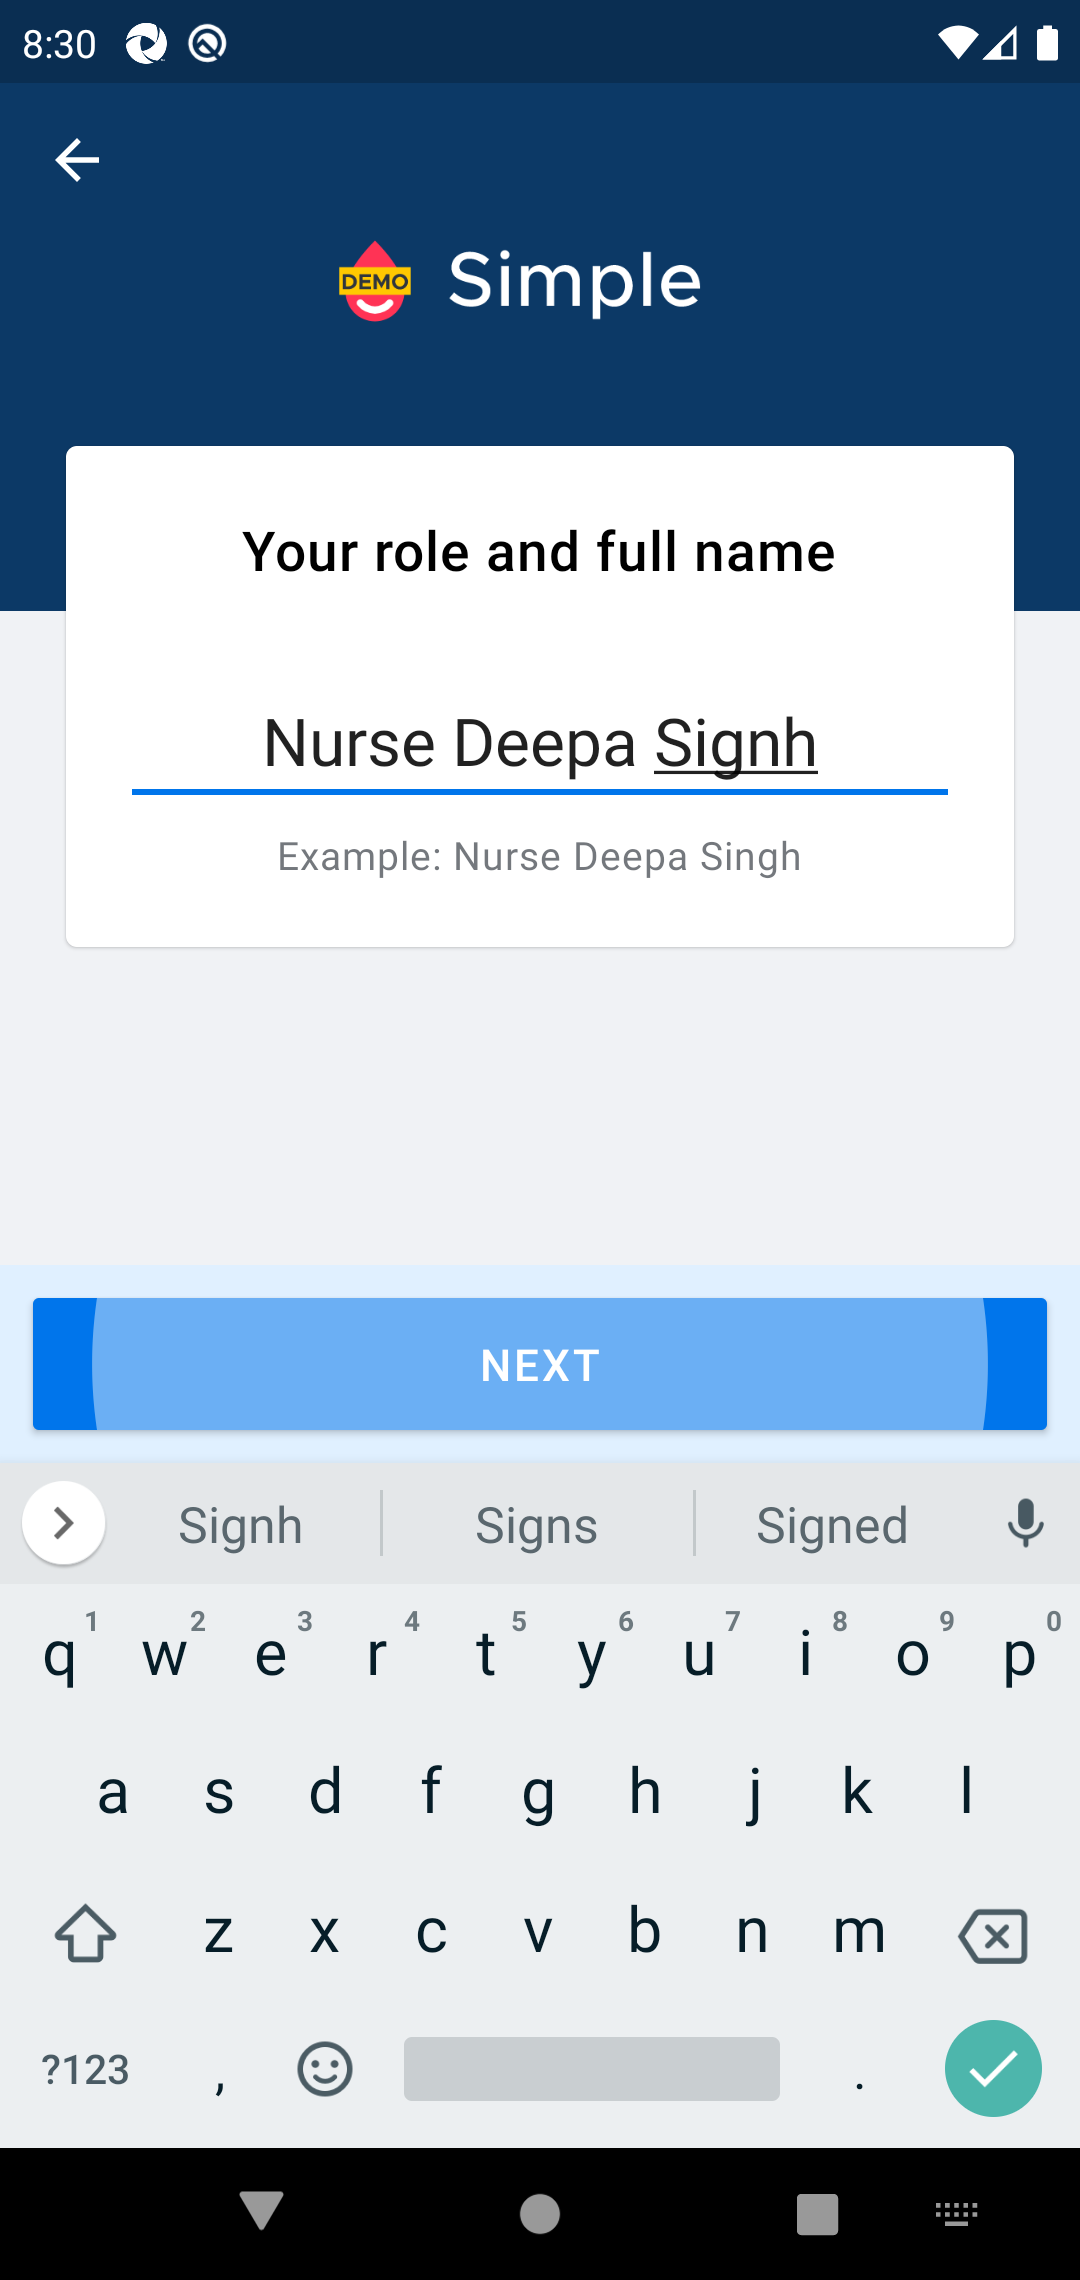 8:30
DEMO Simple
Your role and full name
Nurse Deepa Signh
Example: Nurse Deepa Singh
NEXT
Signh Signs Signed
1 2 3 4 5 6 7 8 9 0
q w e r t y u i o p
a s d f g h j k l
z x c v b n m
?123 , .